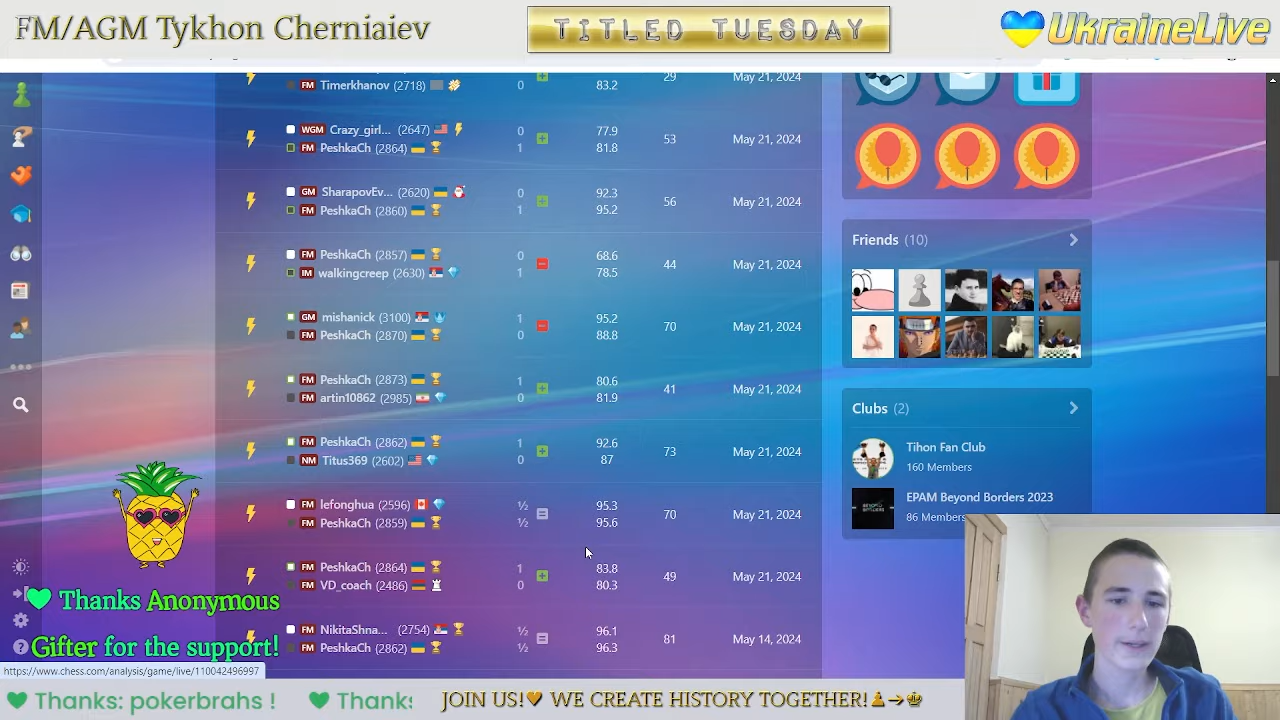 FM/AGM Tykhon Cherniaiev
TITLED TUESDAY
UkraineLive
FM Timerkhanov (2718)
0
83.2
29
May 21, 2024
WGM Crazy_girl... (2647)
FM PeshkaCh (2864)
0
1
77.9
81.8
53
May 21, 2024
GM SharapovEv... (2620)
FM PeshkaCh (2860)
0
1
92.3
95.2
56
May 21, 2024
FM PeshkaCh (2857)
IM walkingcreep (2630)
0
1
68.6
78.5
44
May 21, 2024
GM mishanick (3100)
FM PeshkaCh (2870)
1
0
95.2
88.8
70
May 21, 2024
FM PeshkaCh (2873)
FM artin10862 (2985)
1
0
80.6
81.9
41
May 21, 2024
FM PeshkaCh (2862)
NM Titus369 (2602)
1
0
92.6
87
73
May 21, 2024
FM lefonghua (2596)
FM PeshkaCh (2859)
½
½
95.3
95.6
70
May 21, 2024
FM PeshkaCh (2864)
FM VD_coach (2486)
1
0
83.8
80.3
49
May 21, 2024
FM NikitaShna... (2754)
FM PeshkaCh (2862)
½
½
96.1
96.3
81
May 14, 2024
Friends (10)
Clubs (2)
Tihon Fan Club
160 Members
EPAM Beyond Borders 2023
86 Members
Thanks Anonymous
Gifter for the support!
https://www.chess.com/analysis/game/live/110042496997
Thanks: pokerbrahs !
Thanks
JOIN US! WE CREATE HISTORY TOGETHER!